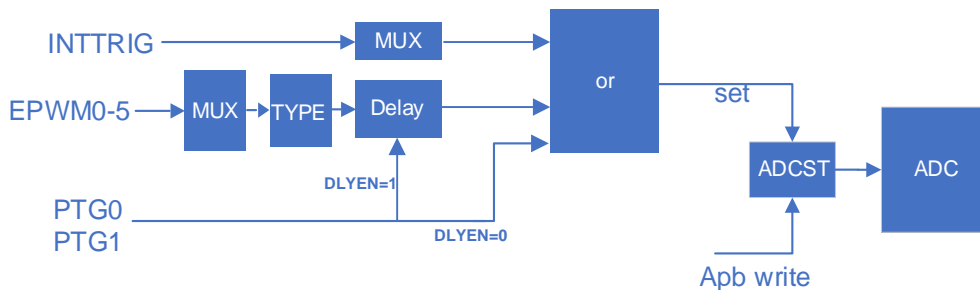 INTTRIG
MUX
or
EPWM0-5
MUX
TYPE
Delay
set
ADCST
ADC
DLYEN=1
PTG0
PTG1
DLYEN=0
Apb write